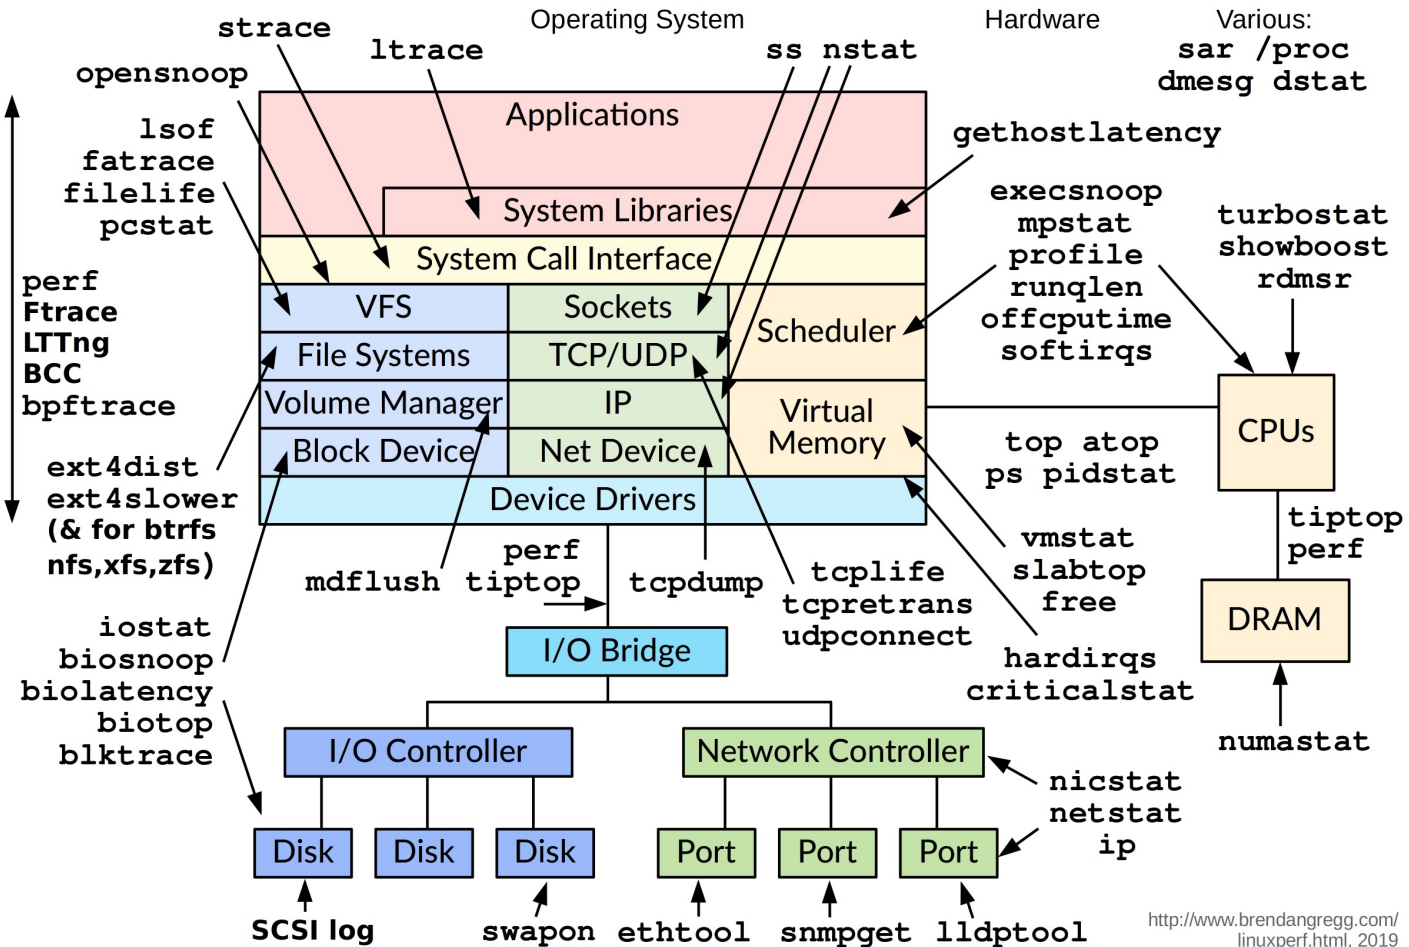 Operating System
Hardware
Various:
sar /proc
dmesg dstat
strace
ltrace
ss nstat
opensnoop
lsof
fatrace
filelife
pcstat
gethostlatency
execsnoop
mpstat
profile
runqlen
offcputime
softirqs
turbostat
showboost
rdmsr
perf
Ftrace
LTTng
BCC
bpftrace
Applications
System Libraries
System Call Interface
VFS
Sockets
Scheduler
File Systems
TCP/UDP
Volume Manager
IP
Virtual
Memory
Block Device
Net Device
Device Drivers
CPUs
top atop
ps pidstat
ext4dist
ext4slower
(& for btrfs
nfs,xfs,zfs)
tiptop
perf
perf
tiptop
mdflush
tcpdump
tcplife
tcpretrans
udpconnect
vmstat
slabtop
free
DRAM
iostat
biosnoop
biolatency
biotop
blktrace
I/O Bridge
hardirqs
criticalstat
numastat
I/O Controller
Network Controller
nicstat
netstat
ip
Disk
Disk
Disk
Port
Port
Port
SCSI log
swapon
ethtool
snmpget
lldptool
http://www.brendangregg.com/
linuxperf.html, 2019